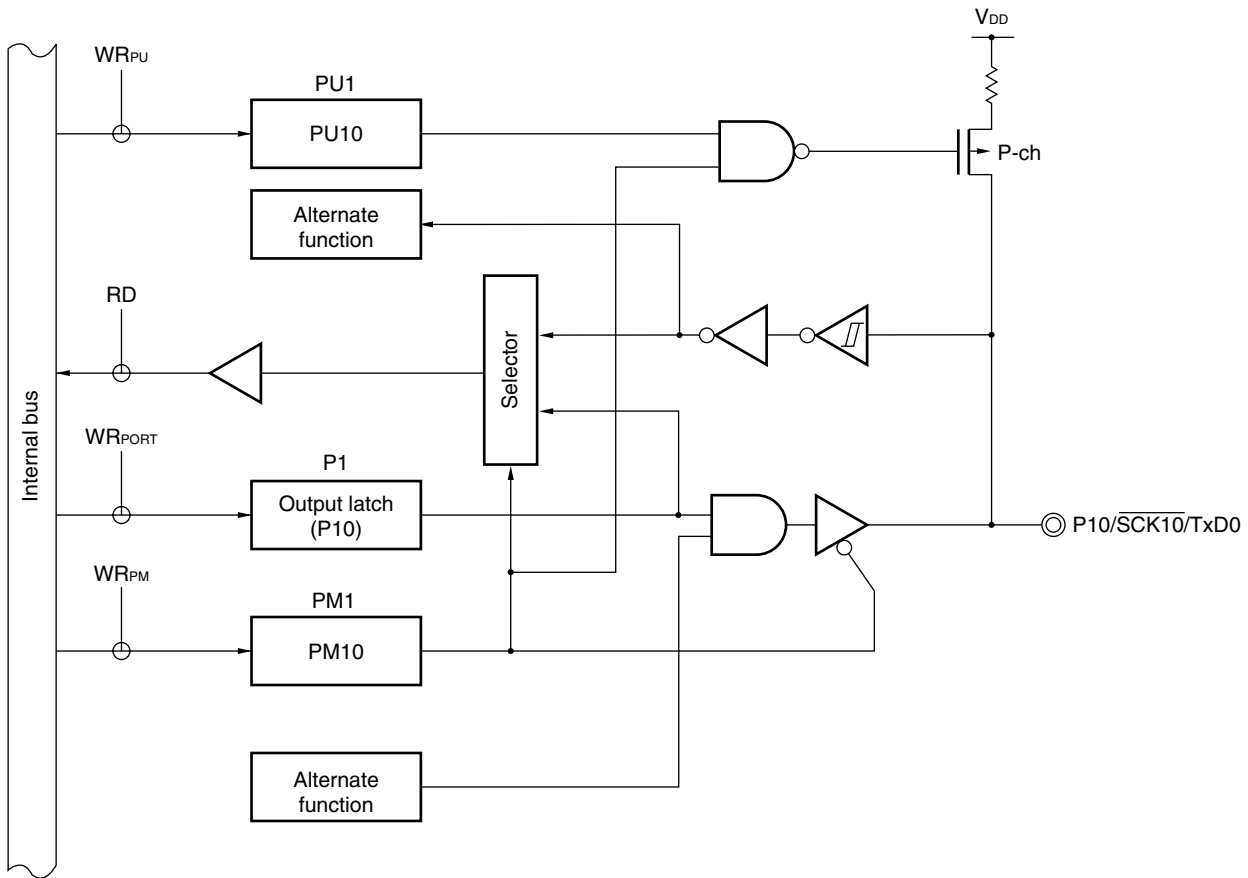 VDD
WRPU
PU1
PU10
P-ch
Alternate
function
RD
Selector
Internal bus
WRPORT
P1
Output latch
(P10)
P10/SCK10/TxD0
WRPM
PM1
PM10
Alternate
function